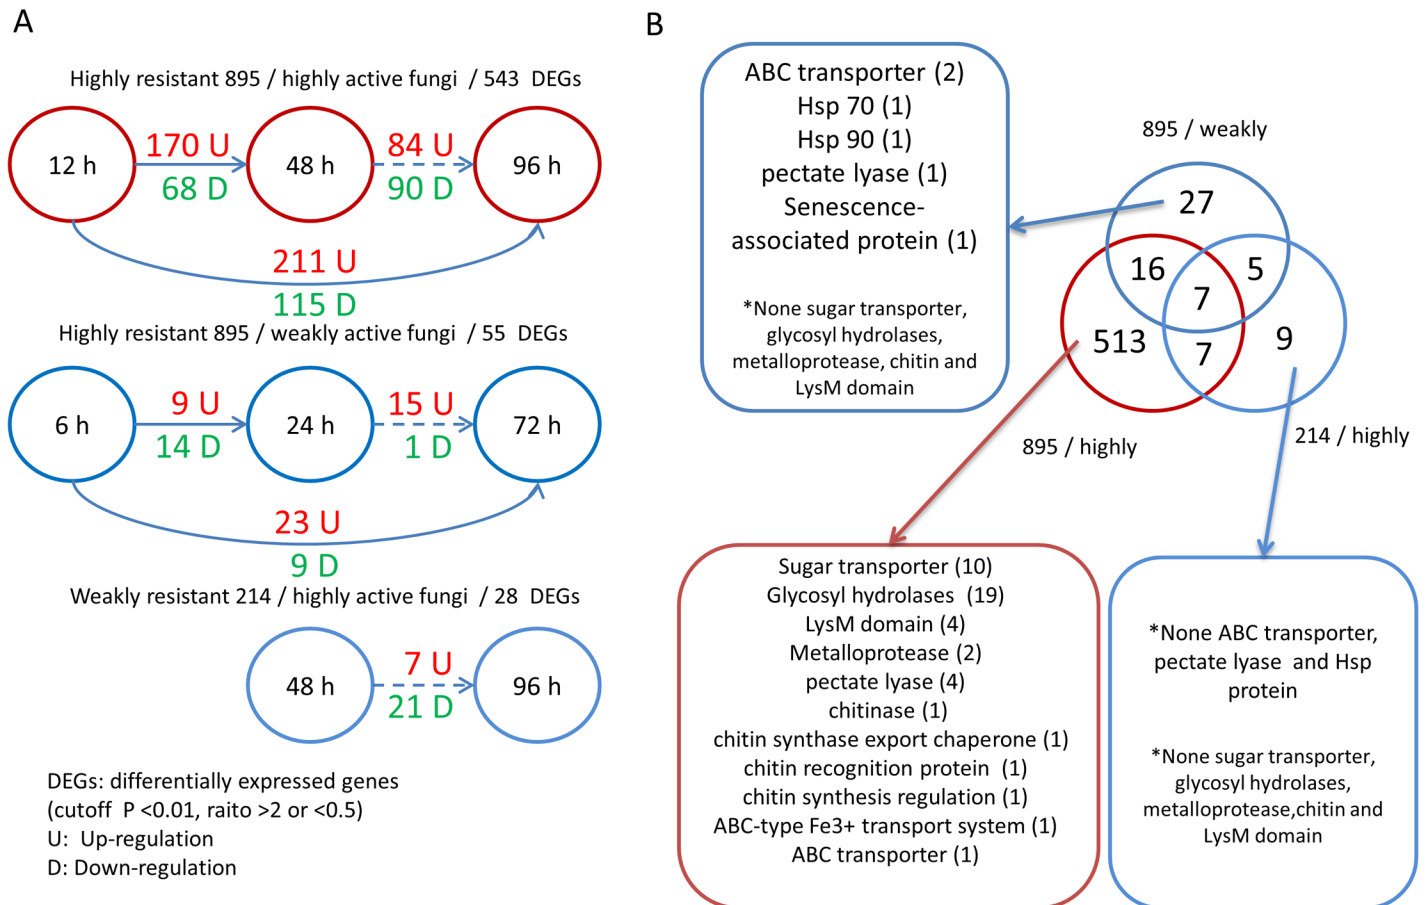 A
Highly resistant 895 / highly active fungi / 543 DEGs
12 h
170 U
68 D
48 h
84 U
90 D
96 h
211 U
115 D
Highly resistant 895 / weakly active fungi / 55 DEGs
6 h
9 U
14 D
24 h
15 U
1 D
72 h
23 U
9 D
Weakly resistant 214 / highly active fungi / 28 DEGs
48 h
7 U
21 D
96 h
DEGs: differentially expressed genes
(cutoff P <0.01, raito >2 or <0.5)
U: Up-regulation
D: Down-regulation
B
ABC transporter (2)
Hsp 70 (1)
Hsp 90 (1)
pectate lyase (1)
Senescence-
associated protein (1)
*None sugar transporter,
glycosyl hydrolases,
metalloprotease, chitin and
LysM domain
895 / weakly
27
16
5
7
513
7
9
895 / highly
214 / highly
Sugar transporter (10)
Glycosyl hydrolases (19)
LysM domain (4)
Metalloprotease (2)
pectate lyase (4)
chitinase (1)
chitin synthase export chaperone (1)
chitin recognition protein (1)
chitin synthesis regulation (1)
ABC-type Fe3+ transport system (1)
ABC transporter (1)
*None ABC transporter,
pectate lyase and Hsp
protein
*None sugar transporter,
glycosyl hydrolases,
metalloprotease,chitin and
LysM domain